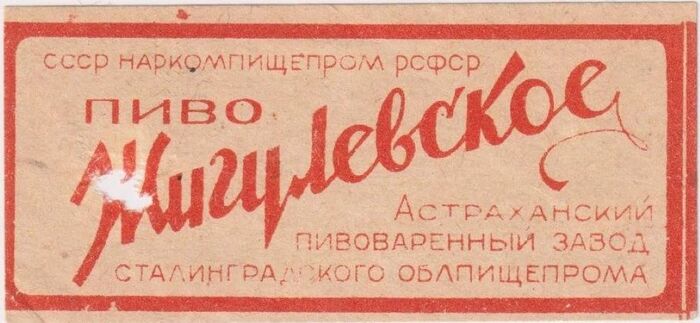 СССР НАРКОМПИЩЕПРОМ РСФСР
ПИВО
Жигулевское
АСТРАХАНСКИЙ
ПИВОВАРЕННЫЙ ЗАВОД
СТАЛИНГРАДСКОГО ОБЛПИЩЕПРОМА